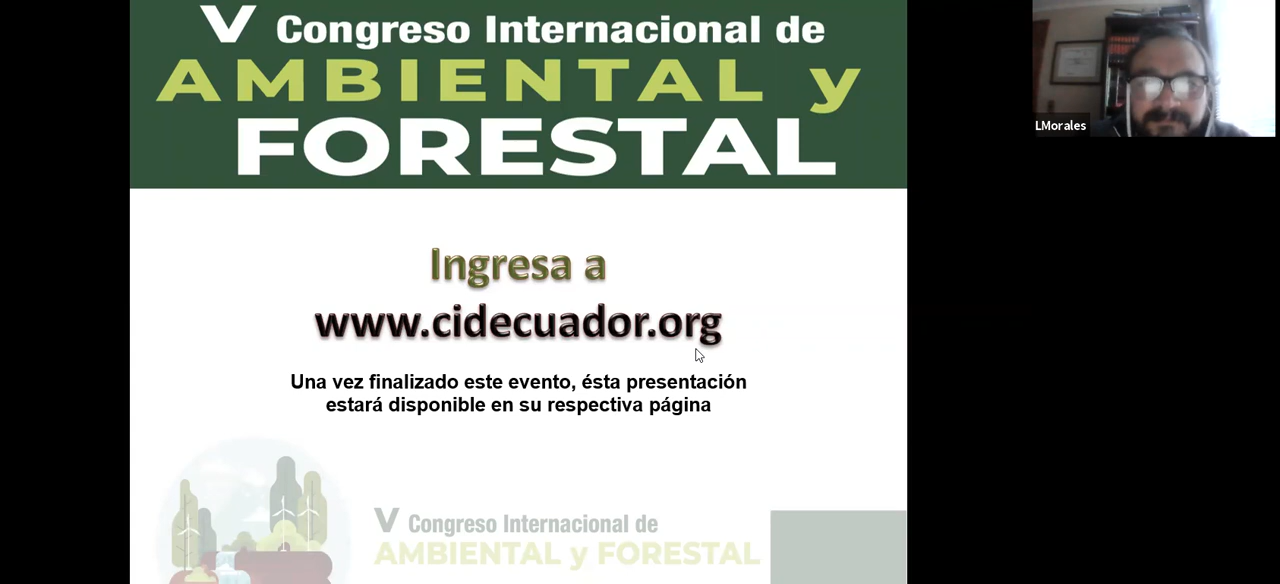 V Congreso Internacional de
AMBIENTAL y
FORESTAL
LMorales
Ingresa a
www.cidecuador.org
Una vez finalizado este evento, ésta presentación
estará disponible en su respectiva página
V Congreso Internacional de
AMBIENTAL y FORESTAL